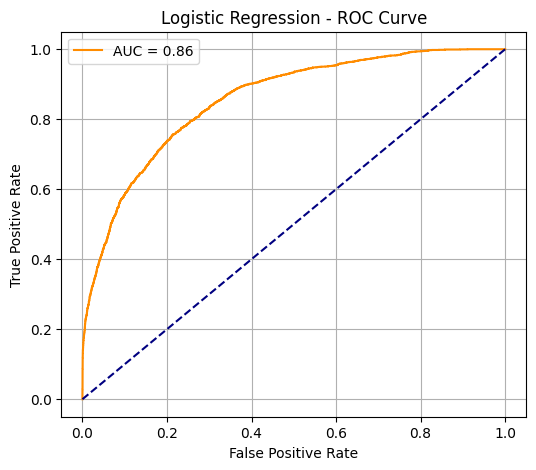 Logistic Regression - ROC Curve
AUC = 0.86
True Positive Rate
1.0
0.8
0.6
0.4
0.2
0.0
0.0 0.2 0.4 0.6 0.8 1.0
False Positive Rate